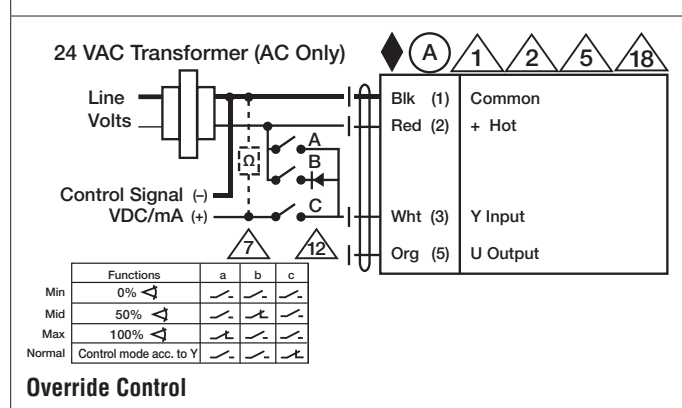 24 VAC Transformer (AC Only)
A 1 2 5 18
Line
Volts
Blk (1) Common
Red (2) + Hot
A
B
Ω
C
Control Signal (–)
VDC/mA (+)
Wht (3) Y Input
7 12
Org (5) U Output
Functions a b c
Min 0%
Mid 50%
Max 100%
Normal Control mode acc. to Y
Override Control